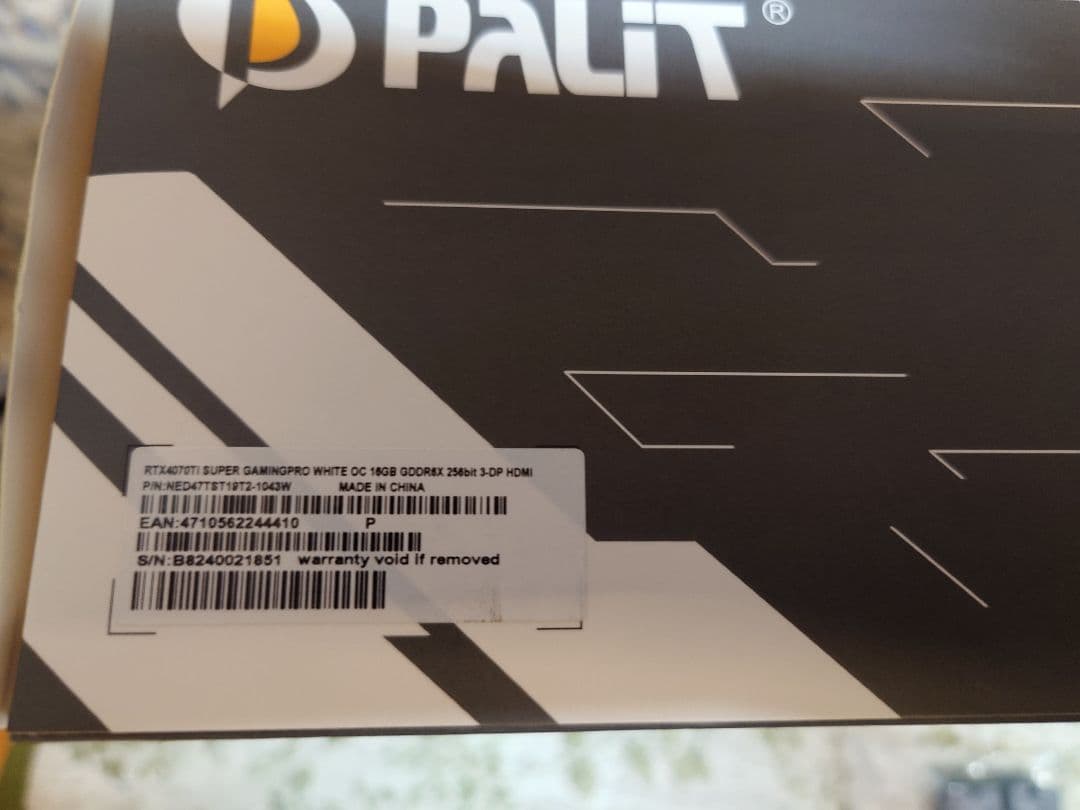 PALIT ®
RTX4070TI SUPER GAMINGPRO WHITE OC 16GB GDDR6X 256bit 3-DP HDMI
P/N:NED47TST19T2-1043W MADE IN CHINA
EAN:4710562244410 P
S/N:B8240021851 warranty void if removed